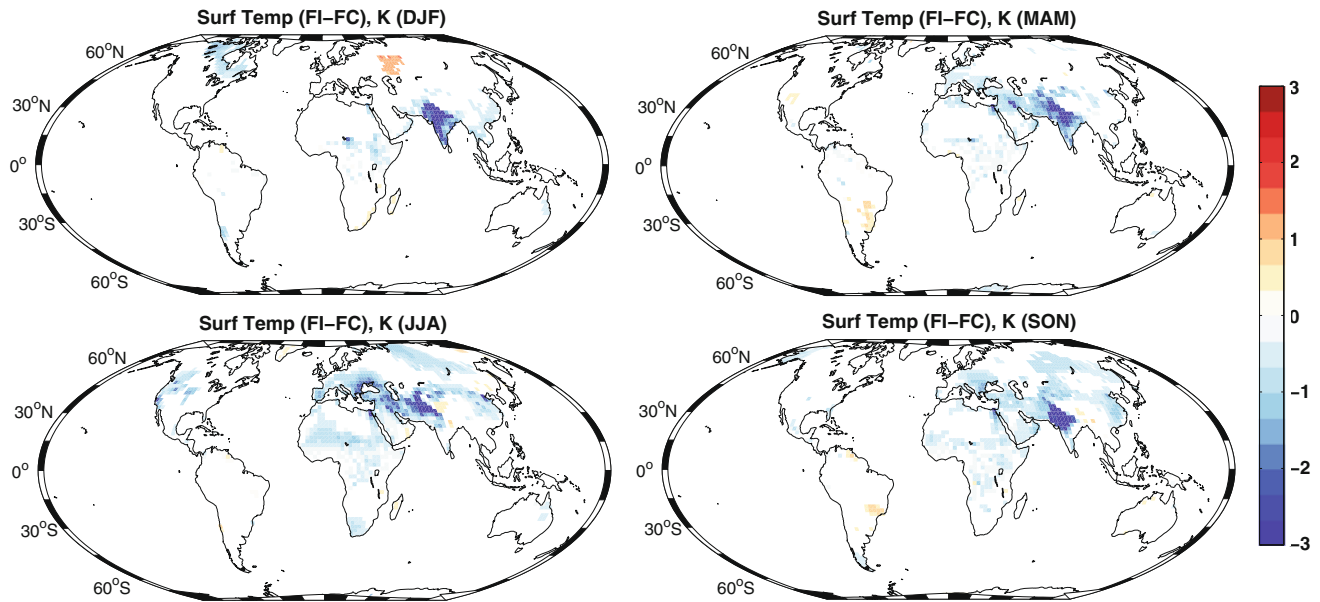 Surf Temp (FI−FC), K (DJF)
60°N
30°N
0°
30°S
60°S
Surf Temp (FI−FC), K (MAM)
60°N
30°N
0°
30°S
60°S
Surf Temp (FI−FC), K (JJA)
60°N
30°N
0°
30°S
60°S
Surf Temp (FI−FC), K (SON)
60°N
30°N
0°
30°S
60°S
3
2
1
0
−1
−2
−3